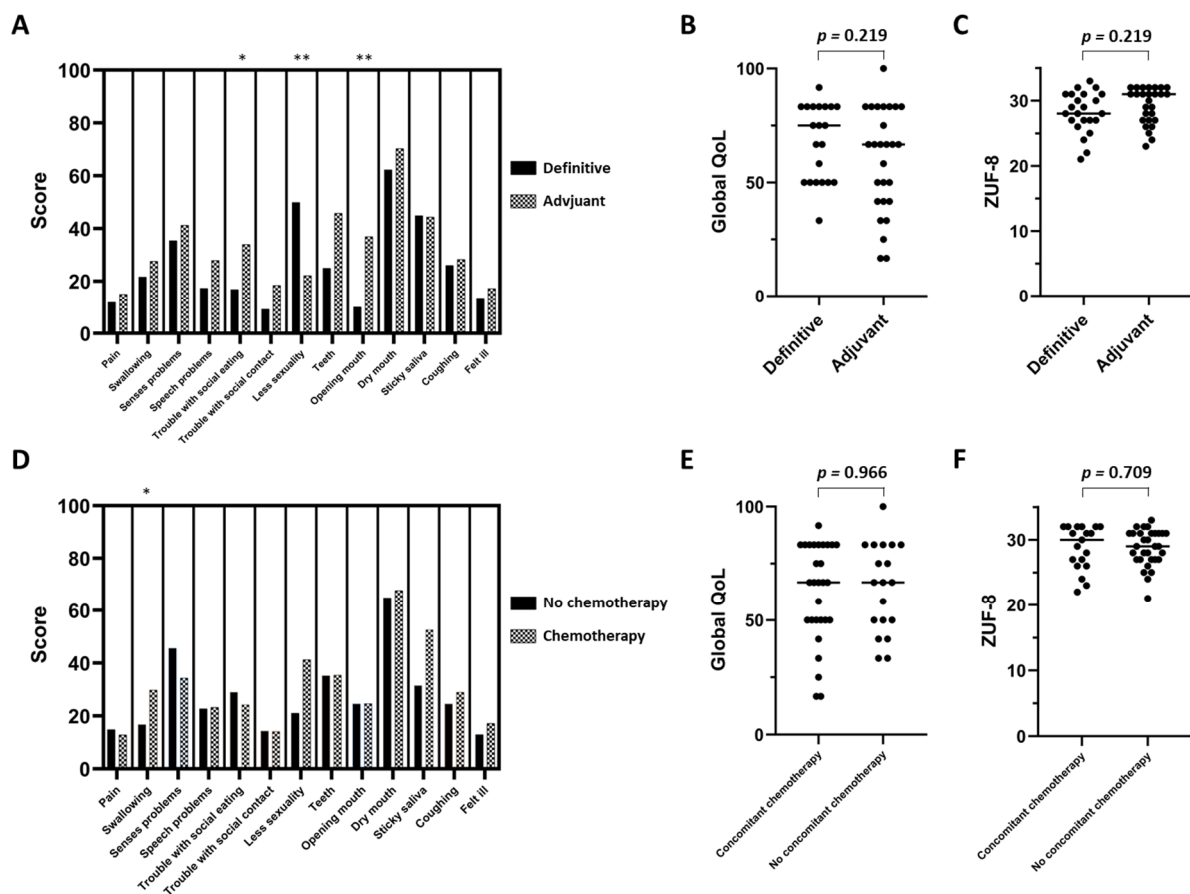 A
* ** **
100
80
60
40
20
0
Score
Pain
Swallowing
Senses problems
Speech problems
Trouble with social eating
Trouble with social contact
Less sexuality
Teeth
Opening mouth
Dry mouth
Sticky saliva
Coughing
Felt ill
Definitive
Advjuant
B
p = 0.219
100
50
0
Global QoL
Definitive
Adjuvant
C
p = 0.219
30
20
10
0
ZUF-8
Definitive
Adjuvant
D
*
100
80
60
40
20
0
Score
Pain
Swallowing
Senses problems
Speech problems
Trouble with social eating
Trouble with social contact
Less sexuality
Teeth
Opening mouth
Dry mouth
Sticky saliva
Coughing
Felt ill
No chemotherapy
Chemotherapy
E
p = 0.966
100
50
0
Global QoL
Concomitant chemotherapy
No concomitant chemotherapy
F
p = 0.709
30
20
10
0
ZUF-8
Concomitant chemotherapy
No concomitant chemotherapy